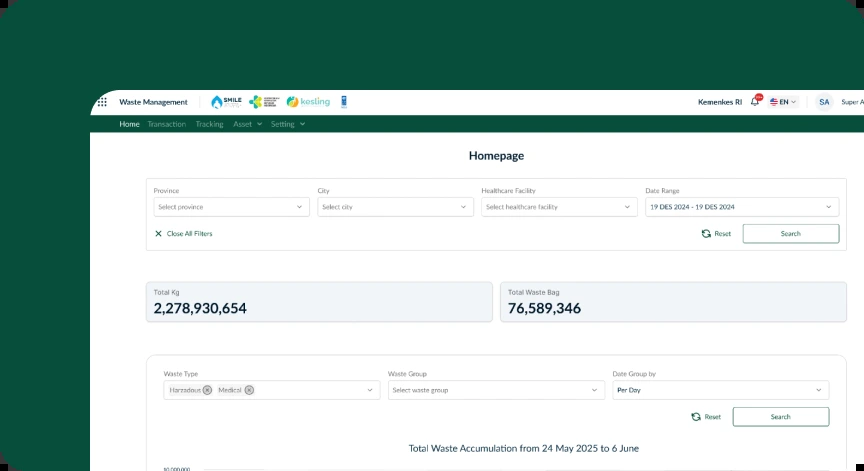 Waste Management SMILE kesling Kemenkes RI EN SA Super A
Home Transaction Tracking Asset Setting
Homepage
Province City Healthcare Facility Date Range
Select province Select city Select healthcare facility 19 DES 2024 - 19 DES 2024
Close All Filters Reset Search
Total Kg Total Waste Bag
2,278,930,654 76,589,346
Waste Type Waste Group Date Group by
Harzadous Medical Select waste group Per Day
Reset Search
Total Waste Accumulation from 24 May 2025 to 6 June